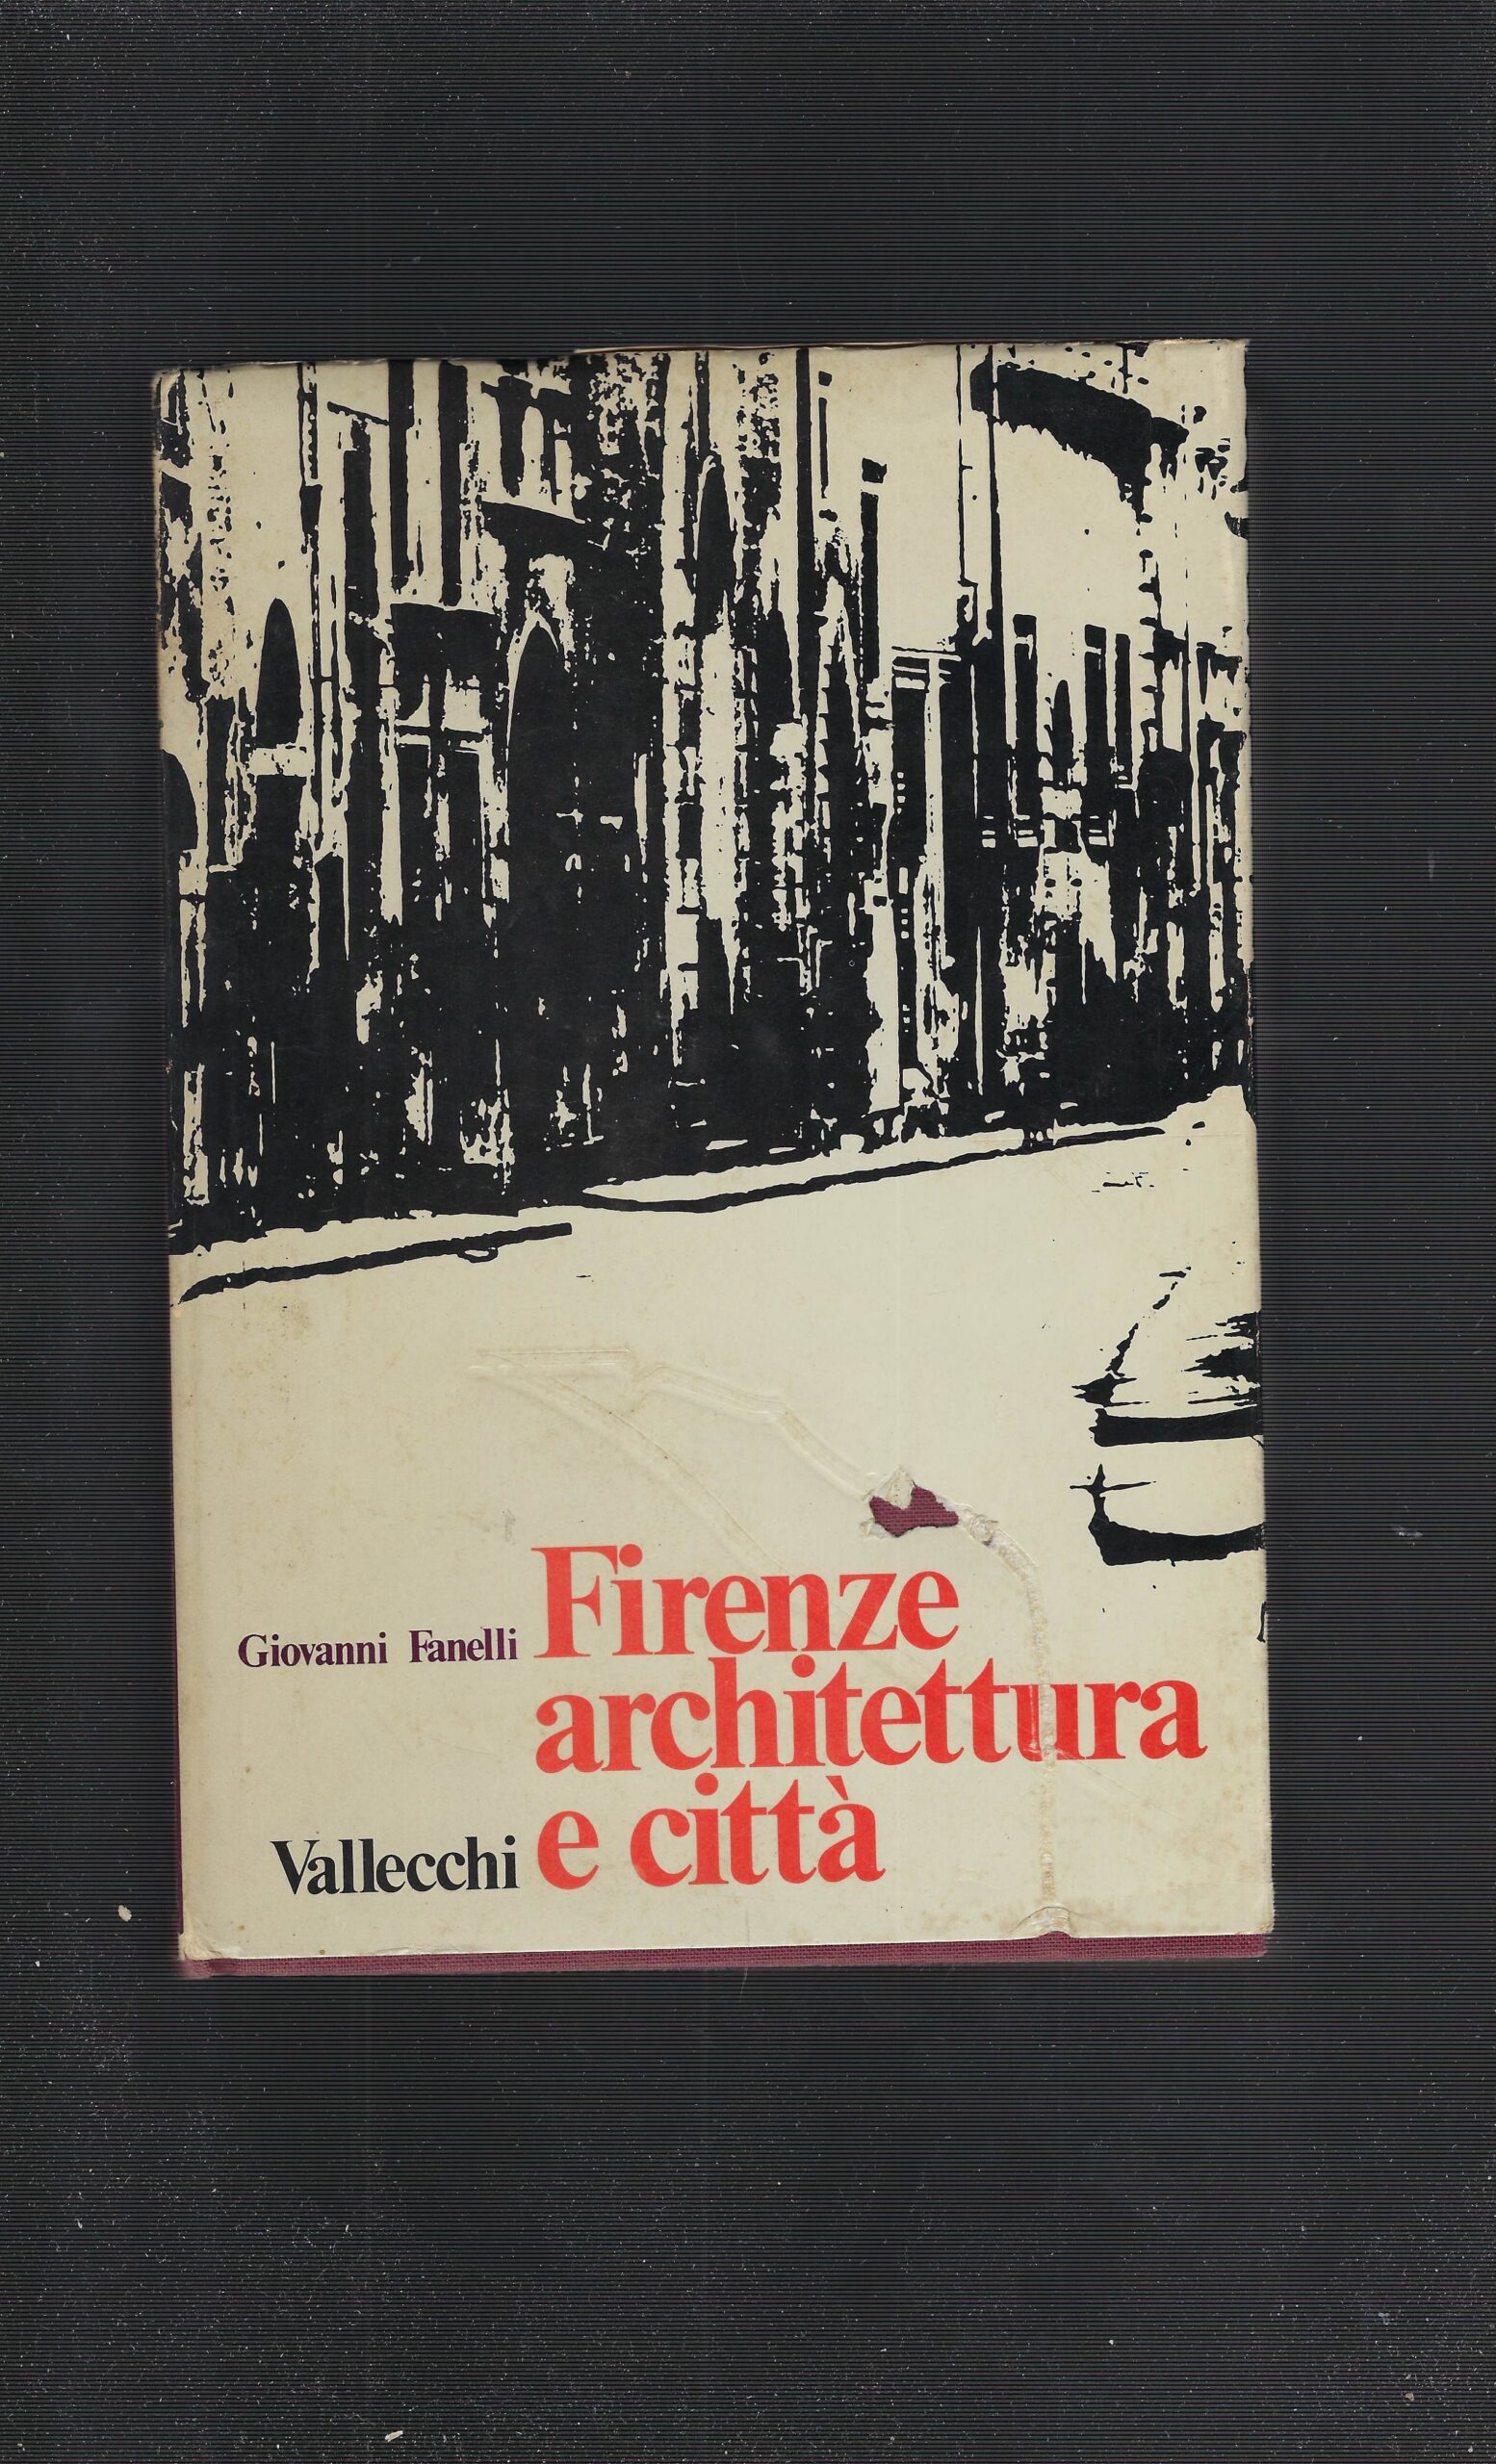 Giovanni Fanelli
Firenze
architettura
e città
Vallecchi